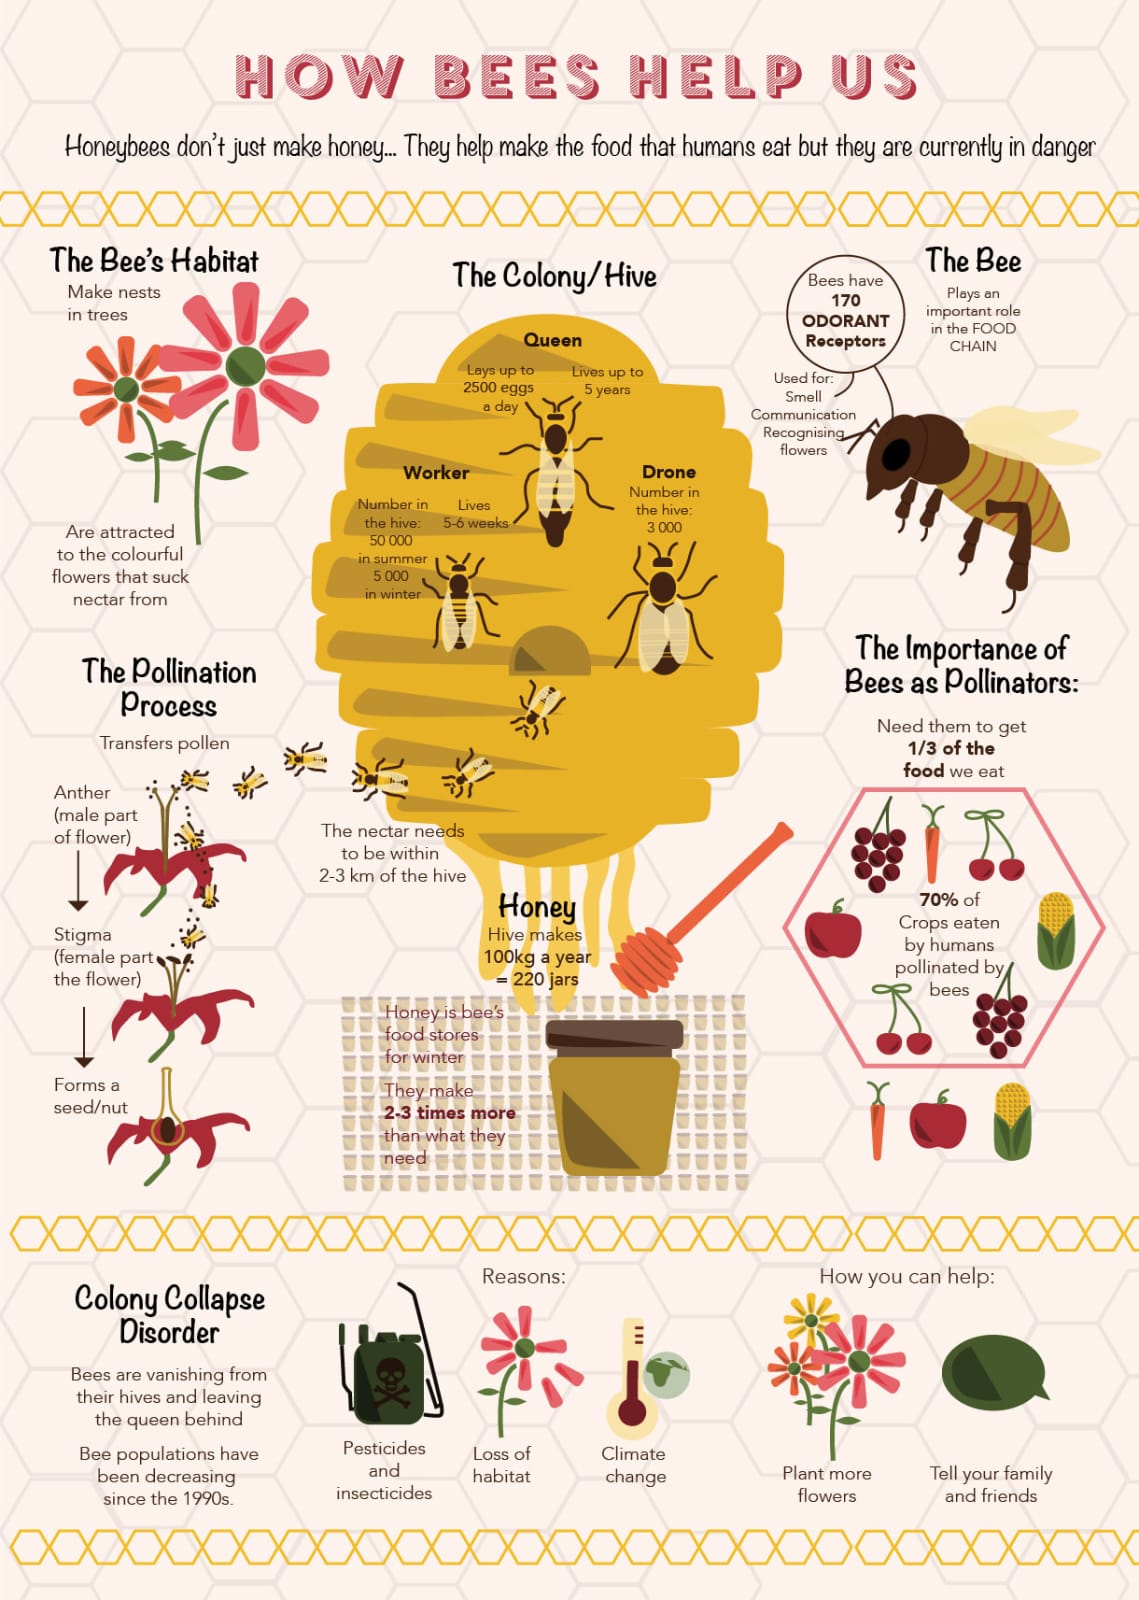 HOW BEES HELP US
Honeybees don't just make honey... They help make the food that humans eat but they are currently in danger
The Bee's Habitat
Make nests
in trees
Are attracted
to the colourful
flowers that suck
nectar from
The Colony/Hive
Queen
Lays up to
2500 eggs
a day
Lives up to
5 years
Worker
Number in
the hive:
50 000
in summer
5 000
in winter
Lives
5-6 weeks
Drone
Number in
the hive:
3 000
The Bee
Plays an
important role
in the FOOD
CHAIN
Bees have
170
ODORANT
Receptors
Used for:
Smell
Communication
Recognising
flowers
The Pollination
Process
Transfers pollen
Anther
(male part
of flower)
Stigma
(female part
the flower)
Forms a
seed/nut
The nectar needs
to be within
2-3 km of the hive
Honey
Hive makes
100kg a year
= 220 jars
Honey is bee's
food stores
for winter
They make
2-3 times more
than what they
need
The Importance of
Bees as Pollinators:
Need them to get
1/3 of the
food we eat
70% of
Crops eaten
by humans
pollinated by
bees
Colony Collapse
Disorder
Bees are vanishing from
their hives and leaving
the queen behind
Bee populations have
been decreasing
since the 1990s.
Reasons:
Pesticides
and
insecticides
Loss of
habitat
Climate
change
How you can help:
Plant more
flowers
Tell your family
and friends